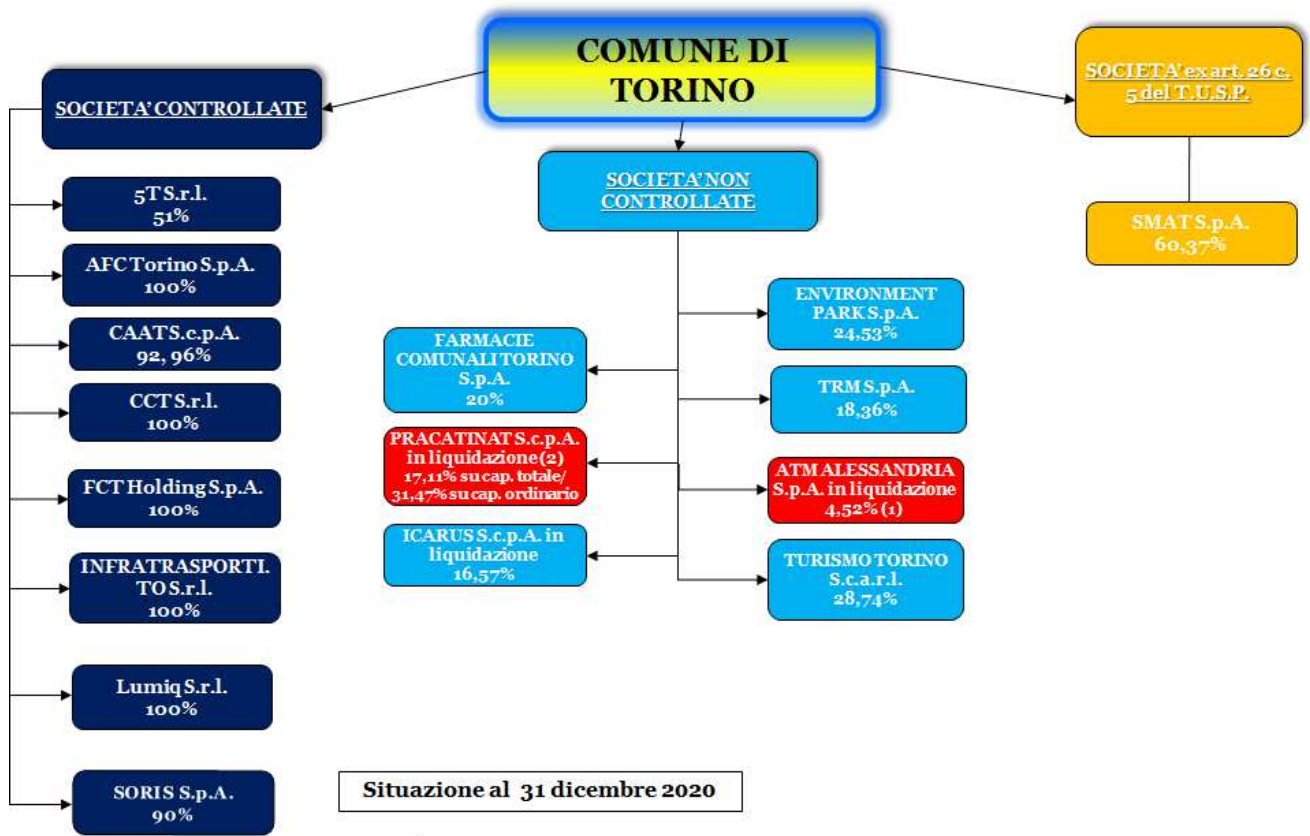 COMUNE DI
TORINO
SOCIETA' CONTROLLATE
5T S.r.l.
51%
AFC Torino S.p.A.
100%
CAAT S.c.p.A.
92, 96%
CCT S.r.l.
100%
FCT Holding S.p.A.
100%
INFRATRASPORTI.
TO S.r.l.
100%
Lumiq S.r.l.
100%
SORIS S.p.A.
90%
SOCIETA' NON
CONTROLLATE
FARMACIE
COMUNALI TORINO
S.p.A.
20%
PRACATINAT S.c.p.A.
in liquidazione (2)
17,11% su cap. totale/
31,47% su cap. ordinario
ICARUS S.c.p.A. in
liquidazione
16,57%
ENVIRONMENT
PARK S.p.A.
24,53%
TRM S.p.A.
18,36%
ATM ALESSANDRIA
S.p.A. in liquidazione
4,52% (1)
TURISMO TORINO
S.c.a.r.l.
28,74%
SOCIETA' ex art. 26 c.
5 del T.U.S.P.
SMAT S.p.A.
60,37%
Situazione al 31 dicembre 2020